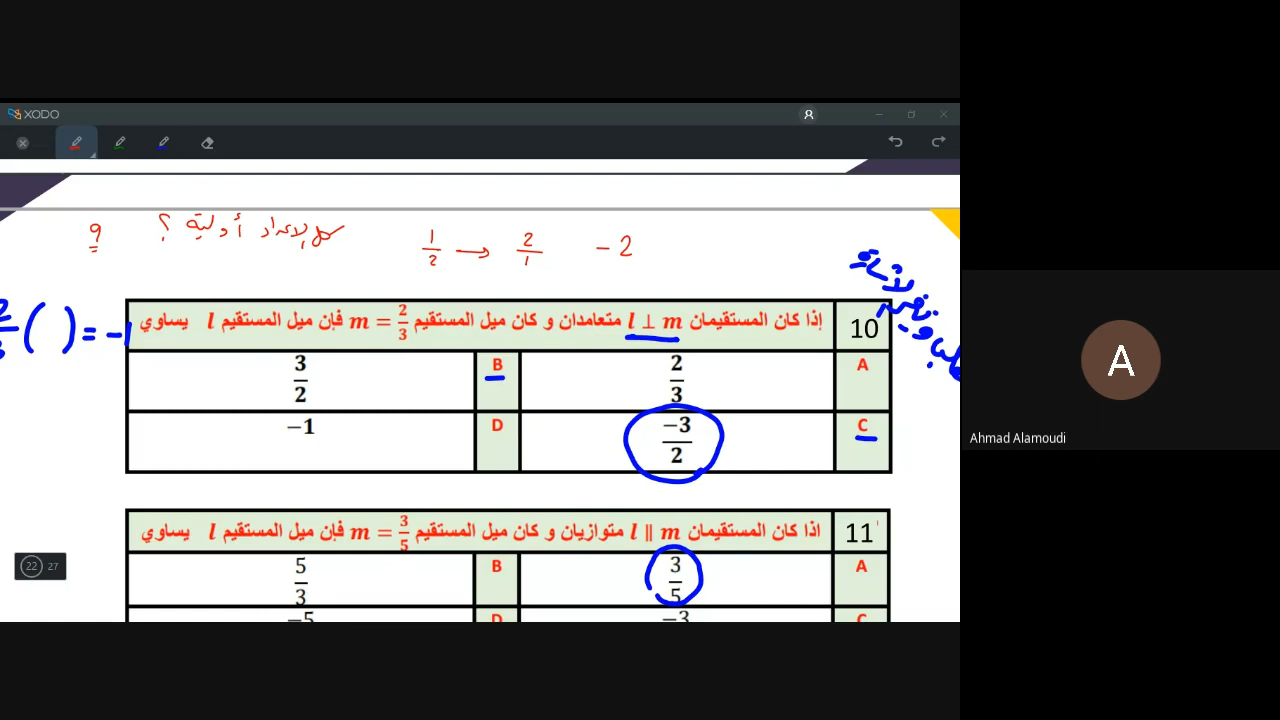 XODO
كل الاعداد أولية ؟
9
1/2 → 2/1 −2
( ) = −1
10 إذا كان المستقيمان l ⊥ m متعامدان و كان ميل المستقيم m = 2/3 فإن ميل المستقيم l يساوي
A 2/3 B 3/2
C −3/2 D −1
11 اذا كان المستقيمان l ∥ m متوازيان و كان ميل المستقيم m = 3/5 فإن ميل المستقيم l يساوي
A 3/5 B 5/3
C −3 D −5
22 27
A
Ahmad Alamoudi